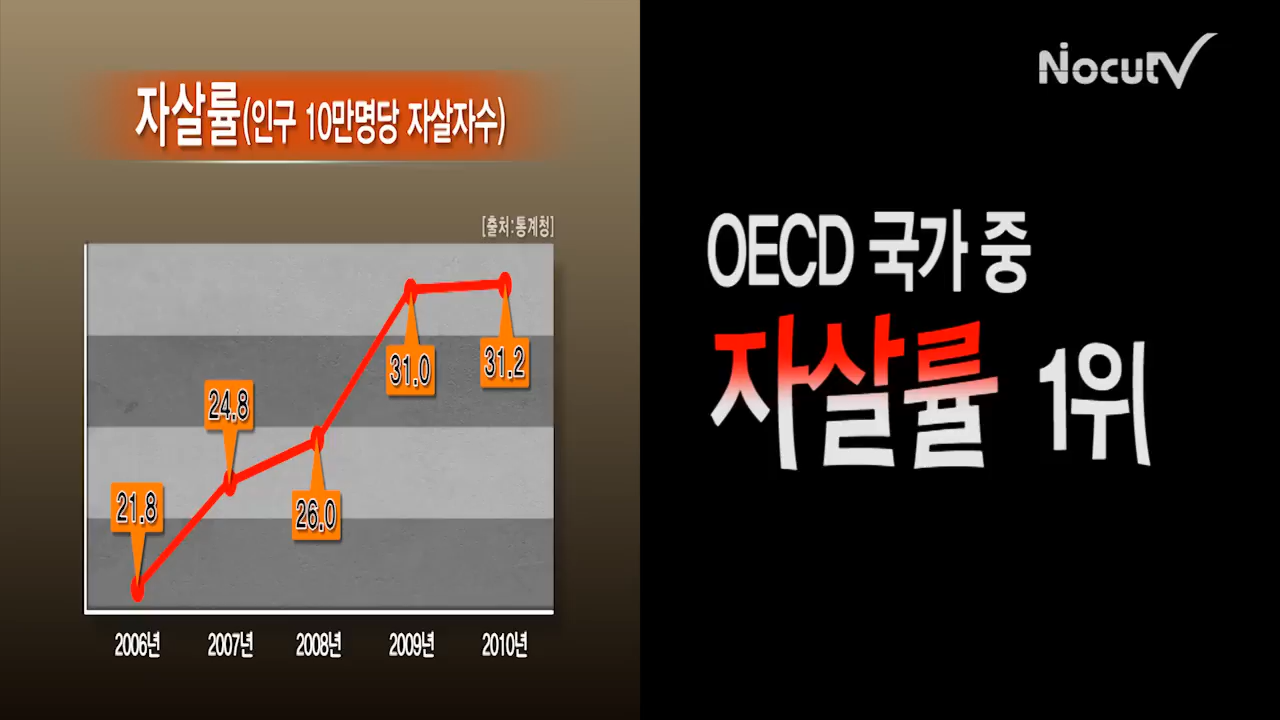 자살률(인구 10만명당 자살자수)
[출처:통계청]
21.8
24.8
26.0
31.0
31.2
2006년 2007년 2008년 2009년 2010년
NocutV
OECD 국가 중
자살률 1위